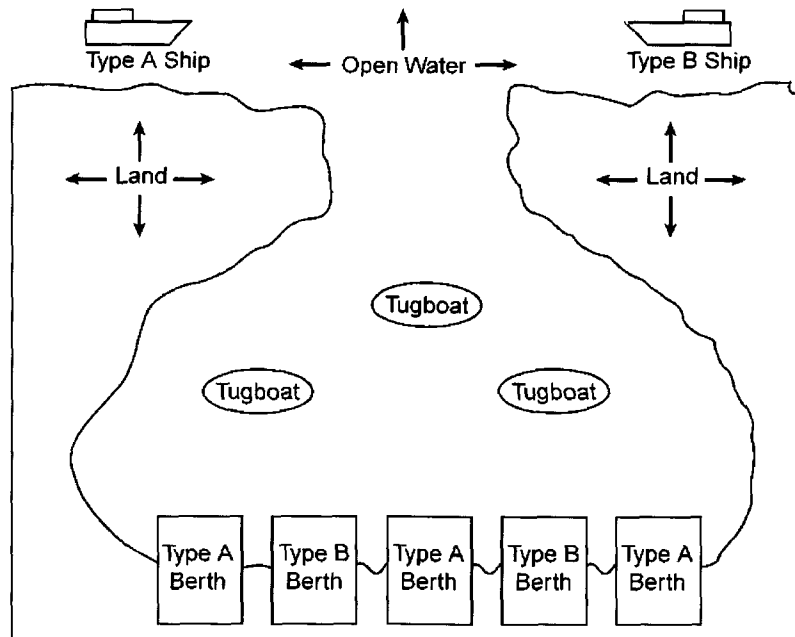 Type A Ship
Open Water
Type B Ship
Land
Land
Tugboat
Tugboat
Tugboat
Type A
Berth
Type B
Berth
Type A
Berth
Type B
Berth
Type A
Berth